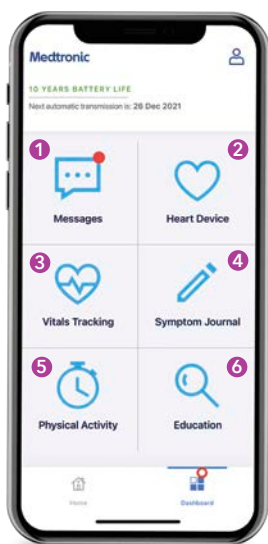 Medtronic
10 YEARS BATTERY LIFE
Next automatic transmission is: 26 Dec 2021
1 2
Messages Heart Device
3 4
Vitals Tracking Symptom Journal
5 6
Physical Activity Education
Home Dashboard